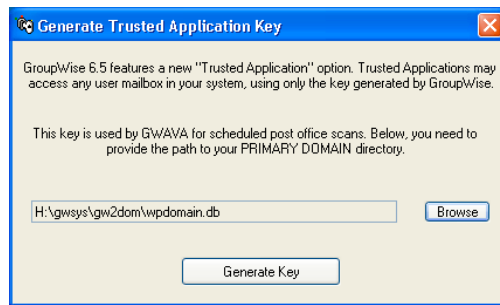 Generate Trusted Application Key
GroupWise 6.5 features a new "Trusted Application" option. Trusted Applications may
access any user mailbox in your system, using only the key generated by GroupWise.
This key is used by GWAVA for scheduled post office scans. Below, you need to
provide the path to your PRIMARY DOMAIN directory.
H:\gwsys\gw2dom\wpdomain.db
Browse
Generate Key